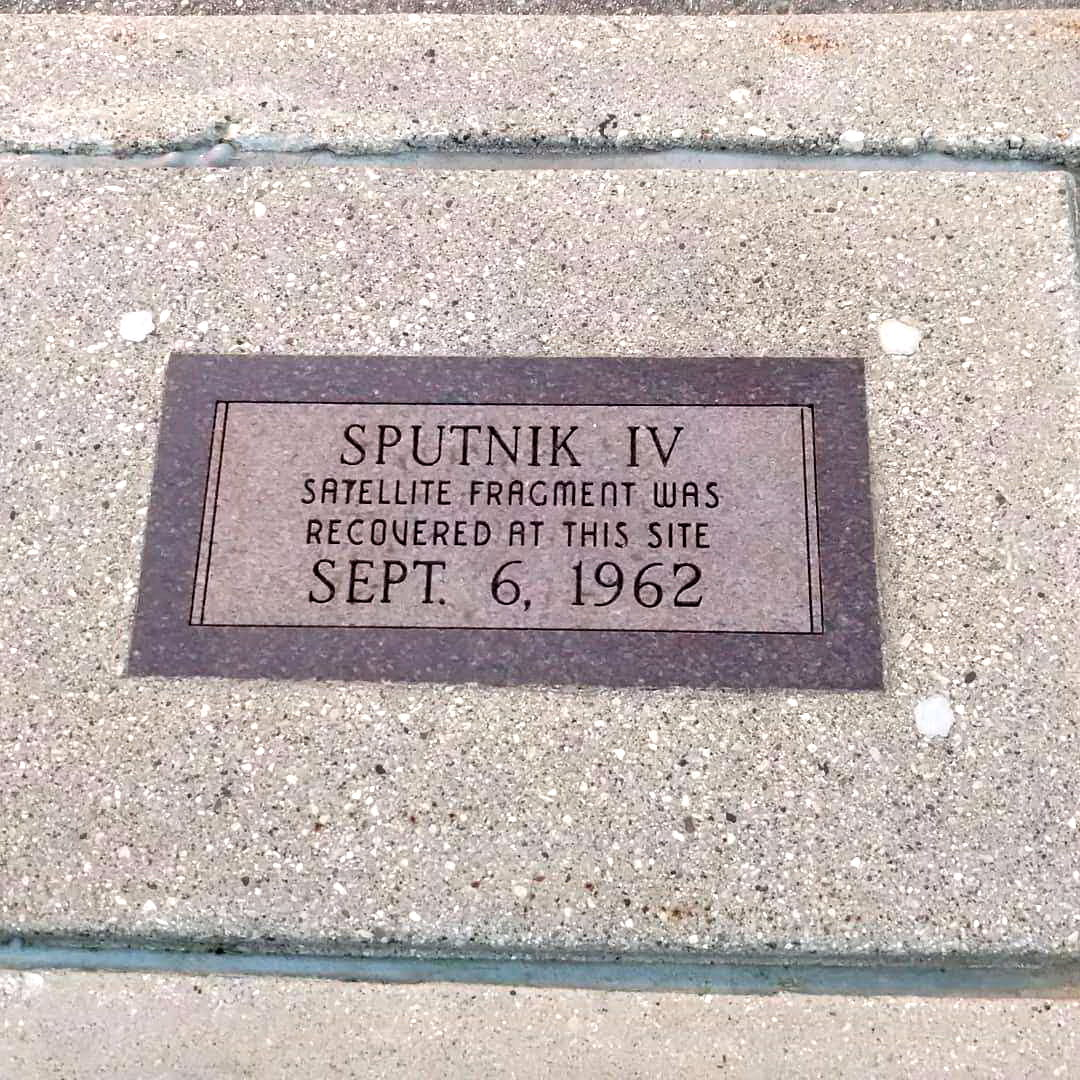 SPUTNIK IV
SATELLITE FRAGMENT WAS
RECOVERED AT THIS SITE
SEPT. 6, 1962